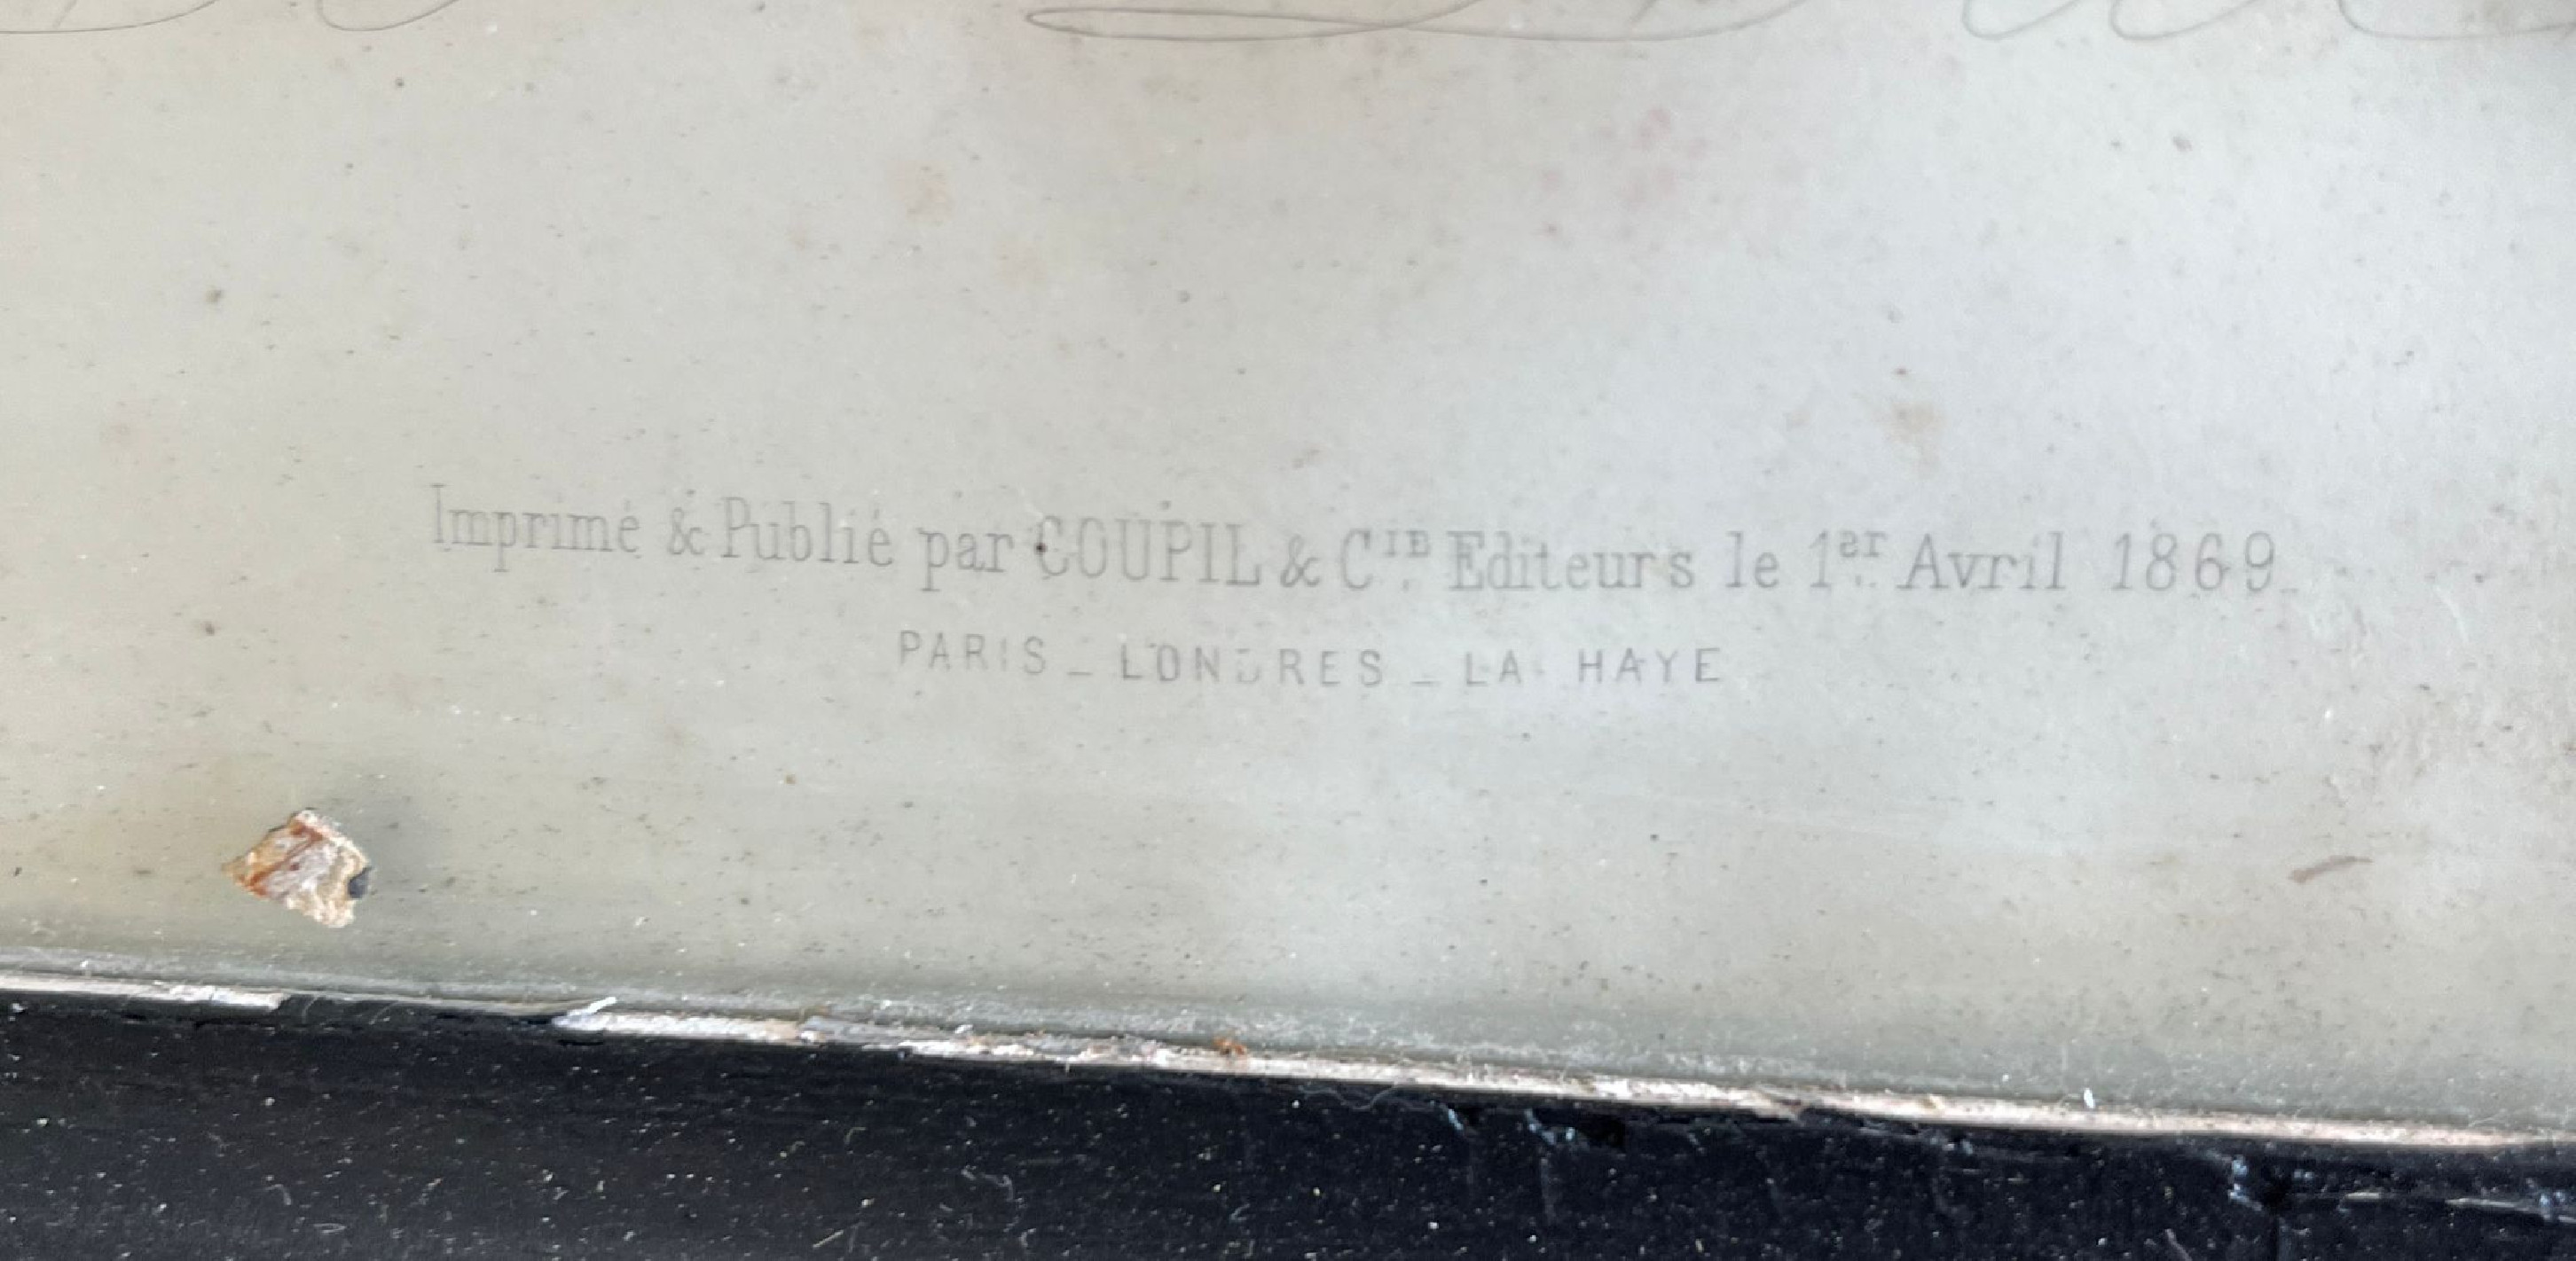 Imprimé & Publié par GOUPIL & Cie Editeurs le 1er Avril 1869.
PARIS _ LONDRES _ LA HAYE